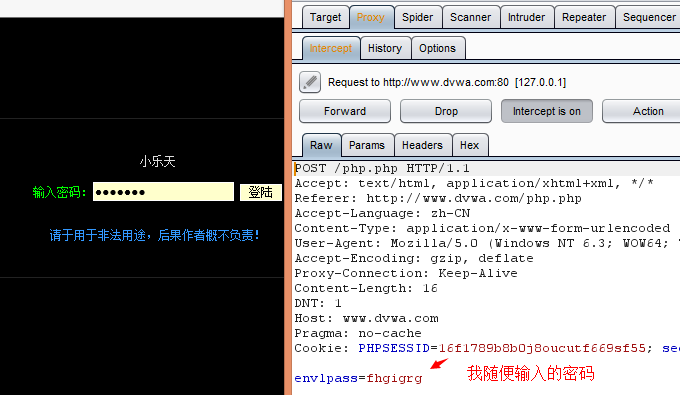 小乐天
输入密码: ●●●●●●● 登陆
请于用于非法用途，后果作者概不负责!
Target Proxy Spider Scanner Intruder Repeater Sequencer
Intercept History Options
Request to http://www.dvwa.com:80 [127.0.0.1]
Forward Drop Intercept is on Action
Raw Params Headers Hex
POST /php.php HTTP/1.1
Accept: text/html, application/xhtml+xml, */*
Referer: http://www.dvwa.com/php.php
Accept-Language: zh-CN
Content-Type: application/x-www-form-urlencoded
User-Agent: Mozilla/5.0 (Windows NT 6.3; WOW64;
Accept-Encoding: gzip, deflate
Proxy-Connection: Keep-Alive
Content-Length: 16
DNT: 1
Host: www.dvwa.com
Pragma: no-cache
Cookie: PHPSESSID=16f1789b8b0j8oucutf669sf55; sec
envlpass=fhgigrg
我随便输入的密码